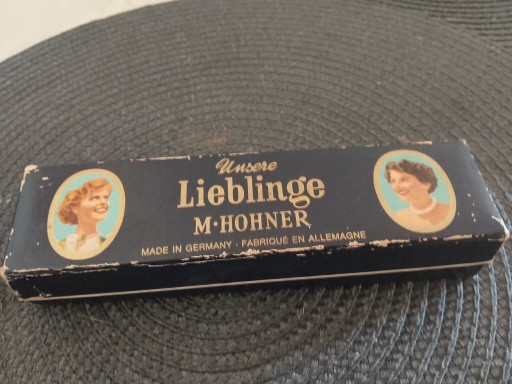 Unsere
Lieblinge
M·HOHNER
MADE IN GERMANY · FABRIQUE EN ALLEMAGNE